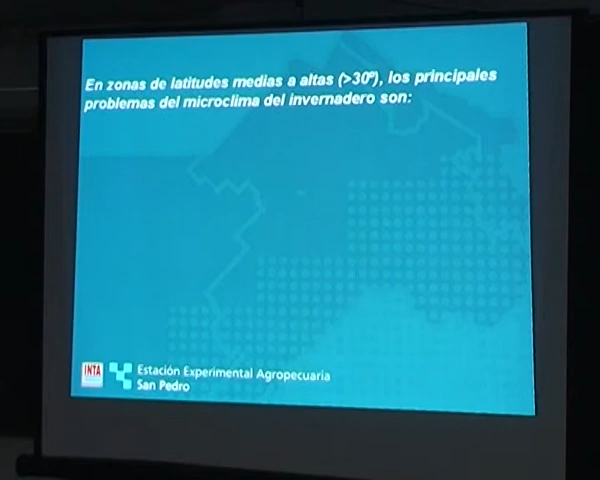 En zonas de latitudes medias a altas (>30º), los principales
problemas del microclima del invernadero son:
INTA
Estación Experimental Agropecuaria
San Pedro